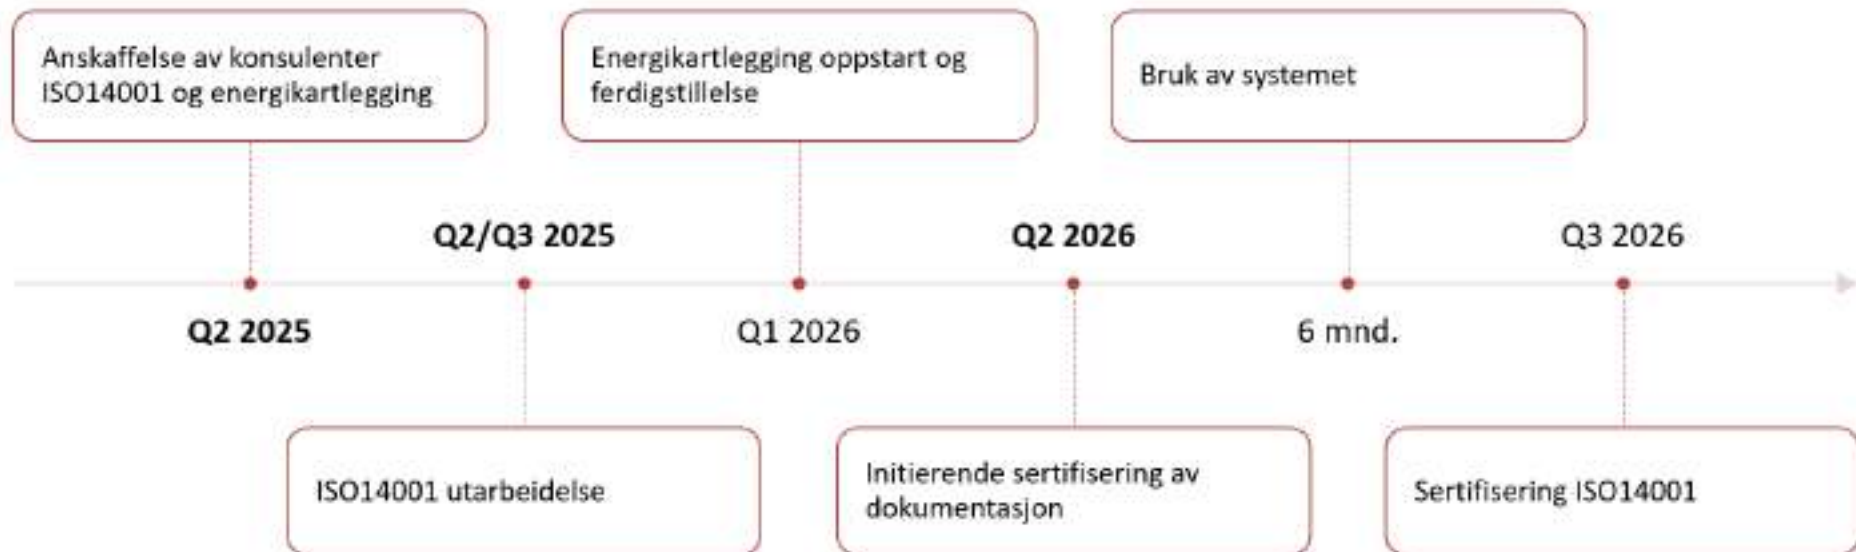 Anskaffelse av konsulenter
ISO14001 og energikartlegging
Energikartlegging oppstart og
ferdigstillelse
Bruk av systemet
Q2/Q3 2025
Q2 2026
Q3 2026
Q2 2025
Q1 2026
6 mnd.
ISO14001 utarbeidelse
Initierende sertifisering av
dokumentasjon
Sertifisering ISO14001